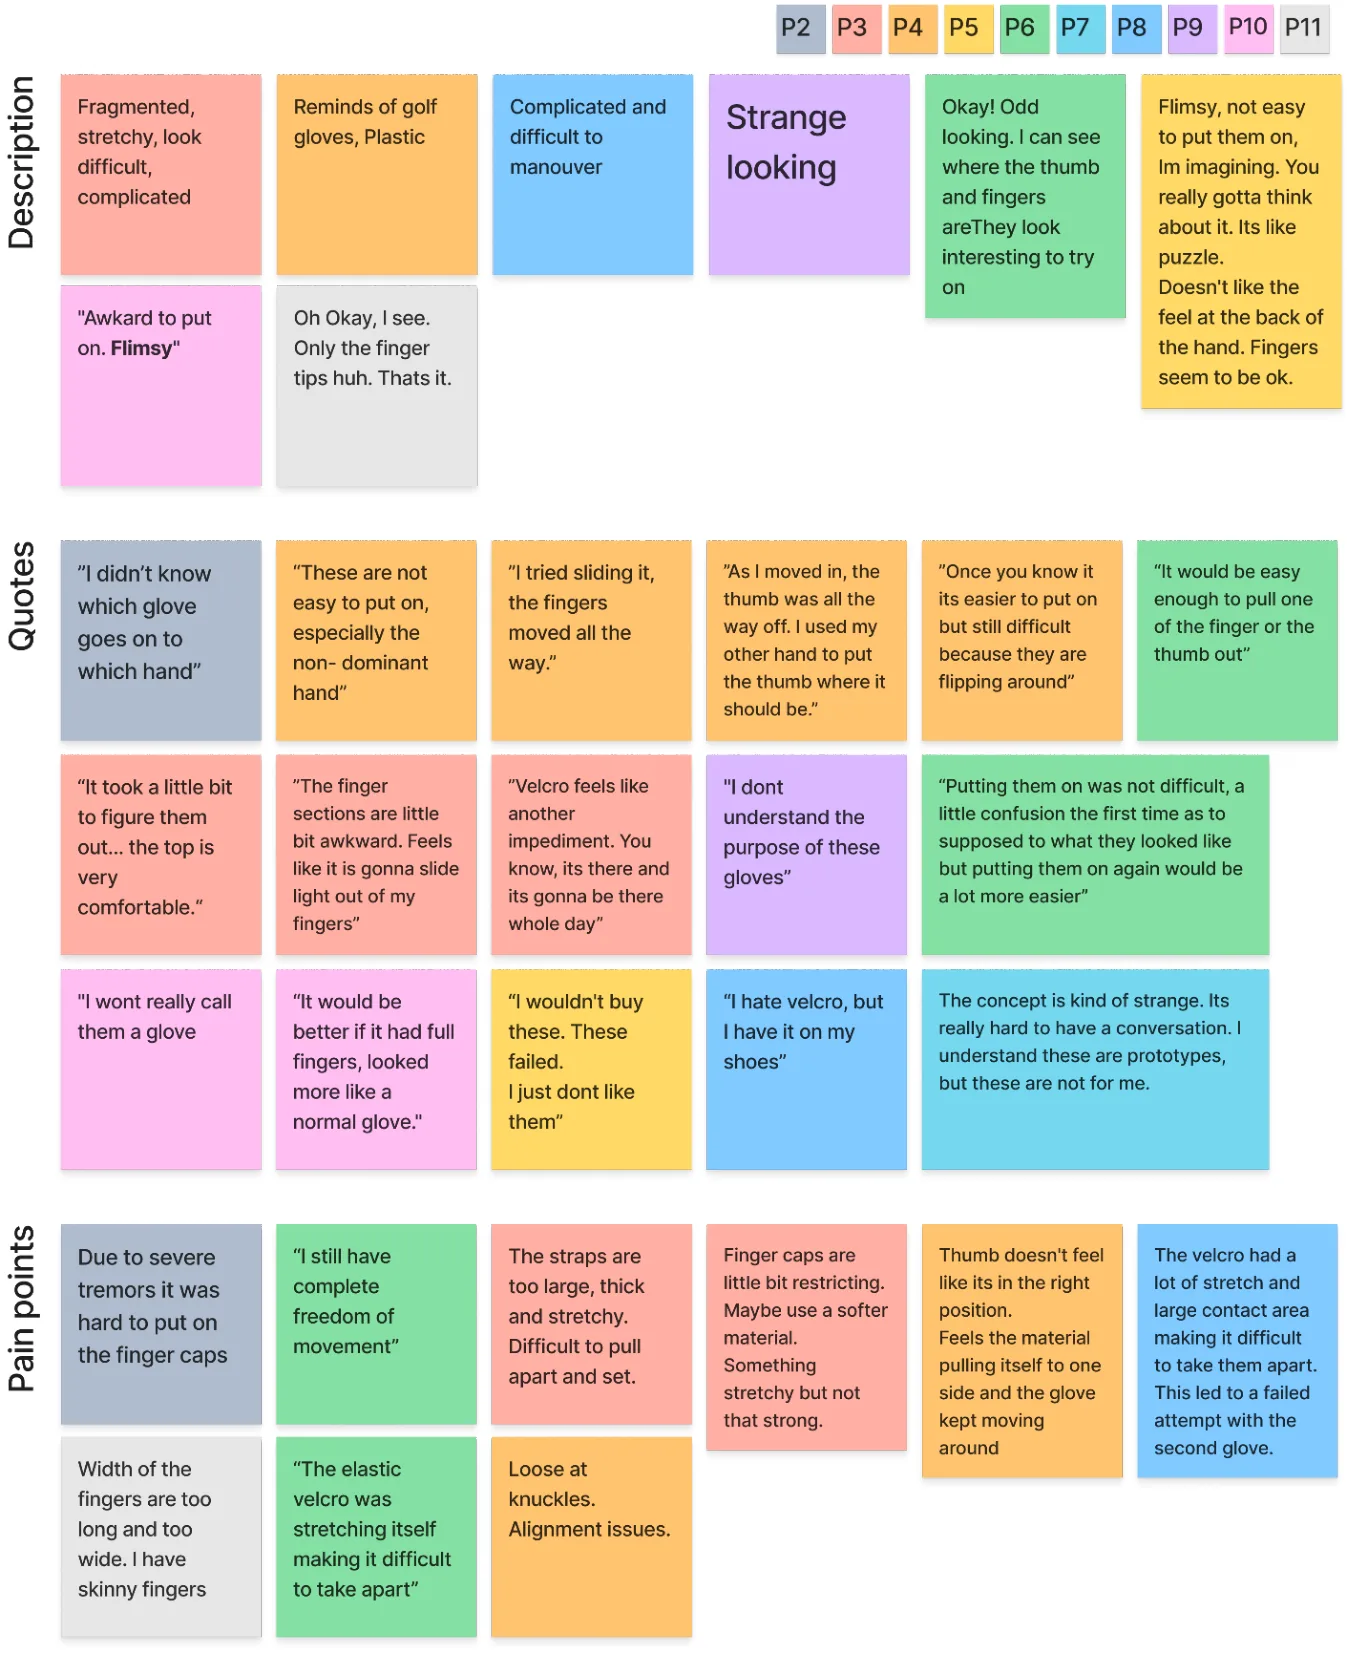 P2 P3 P4 P5 P6 P7 P8 P9 P10 P11
Description
Fragmented,
stretchy, look
difficult,
complicated
Reminds of golf
gloves, Plastic
Complicated and
difficult to
manouver
Strange
looking
Okay! Odd
looking. I can see
where the thumb
and fingers
areThey look
interesting to try
on
Flimsy, not easy
to put them on,
Im imagining. You
really gotta think
about it. Its like
puzzle.
Doesn't like the
feel at the back of
the hand. Fingers
seem to be ok.
"Awkard to put
on. Flimsy"
Oh Okay, I see.
Only the finger
tips huh. Thats it.
Quotes
”I didn’t know
which glove
goes on to
which hand”
“These are not
easy to put on,
especially the
non- dominant
hand”
”I tried sliding it,
the fingers
moved all the
way.”
”As I moved in, the
thumb was all the
way off. I used my
other hand to put
the thumb where it
should be.”
”Once you know it
its easier to put on
but still difficult
because they are
flipping around”
“It would be easy
enough to pull one
of the finger or the
thumb out”
“It took a little bit
to figure them
out... the top is
very
comfortable.“
”The finger
sections are little
bit awkward. Feels
like it is gonna slide
light out of my
fingers”
”Velcro feels like
another
impediment. You
know, its there and
its gonna be there
whole day”
"I dont
understand the
purpose of these
gloves”
“Putting them on was not difficult, a
little confusion the first time as to
supposed to what they looked like
but putting them on again would be
a lot more easier”
"I wont really call
them a glove
“It would be
better if it had full
fingers, looked
more like a
normal glove."
“I wouldn't buy
these. These
failed.
I just dont like
them”
“I hate velcro, but
I have it on my
shoes”
The concept is kind of strange. Its
really hard to have a conversation. I
understand these are prototypes,
but these are not for me.
Pain points
Due to severe
tremors it was
hard to put on
the finger caps
“I still have
complete
freedom of
movement”
The straps are
too large, thick
and stretchy.
Difficult to pull
apart and set.
Finger caps are
little bit restricting.
Maybe use a softer
material.
Something
stretchy but not
that strong.
Thumb doesn't feel
like its in the right
position.
Feels the material
pulling itself to one
side and the glove
kept moving
around
The velcro had a
lot of stretch and
large contact area
making it difficult
to take them apart.
This led to a failed
attempt with the
second glove.
Width of the
fingers are too
long and too
wide. I have
skinny fingers
“The elastic
velcro was
stretching itself
making it difficult
to take apart”
Loose at
knuckles.
Alignment issues.